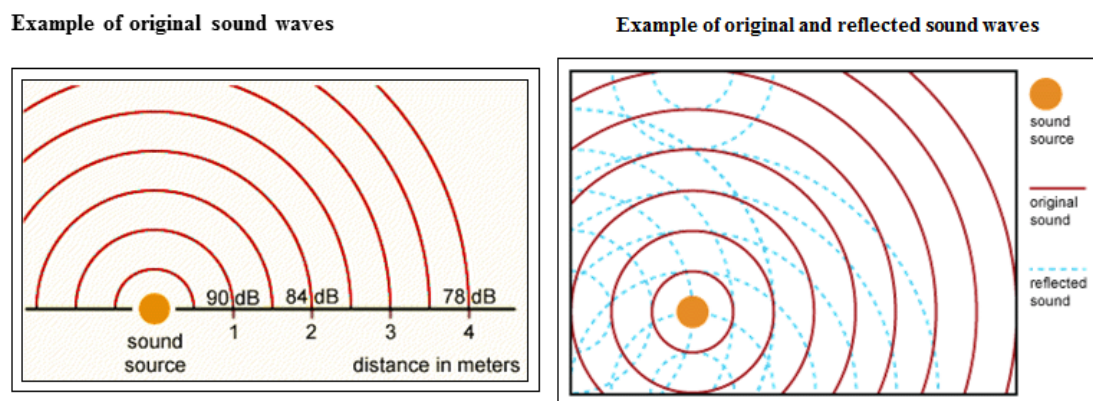 Example of original sound waves
Example of original and reflected sound waves
90 dB 84 dB 78 dB
1 2 3 4
sound
source
distance in meters
sound
source
original
sound
reflected
sound